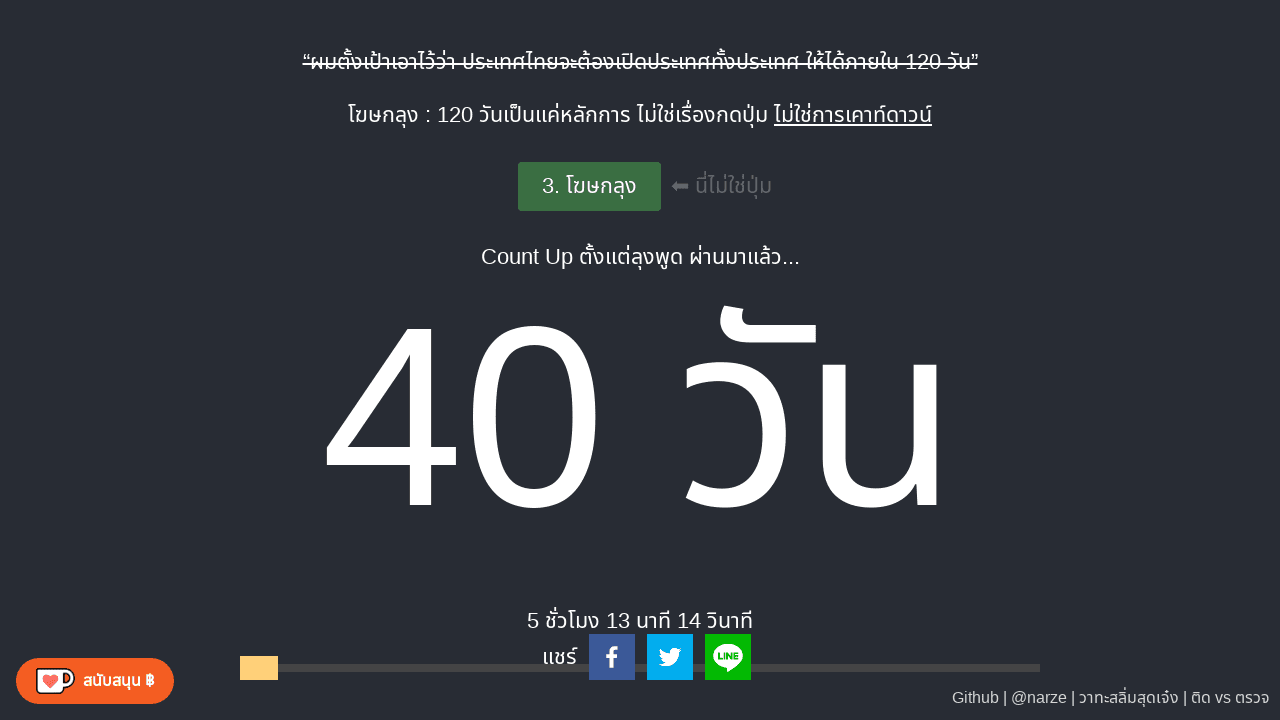 “ผมตั้งเป้าเอาไว้ว่า ประเทศไทยจะต้องเปิดประเทศทั้งประเทศ ให้ได้ภายใน 120 วัน”
โฆษกลุง : 120 วันเป็นแค่หลักการ ไม่ใช่เรื่องกดปุ่ม ไม่ใช่การเคาท์ดาวน์
3. โฆษกลุง ⬅ นี่ไม่ใช่ปุ่ม
Count Up ตั้งแต่ลุงพูด ผ่านมาแล้ว...
40 วัน
5 ชั่วโมง 13 นาที 14 วินาที
แชร์
LINE
สนับสนุน ฿
Github | @narze | วาทะสลิ่มสุดเจ๋ง | ติด vs ตรวจ